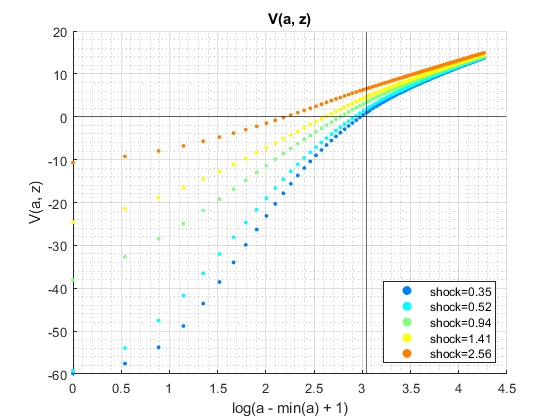 V(a, z)
20
10
0
-10
-20
-30
-40
-50
-60
V(a, z)
0
0.5
1
1.5
2
2.5
3
3.5
4
4.5
log(a - min(a) + 1)
shock=0.35
shock=0.52
shock=0.94
shock=1.41
shock=2.56